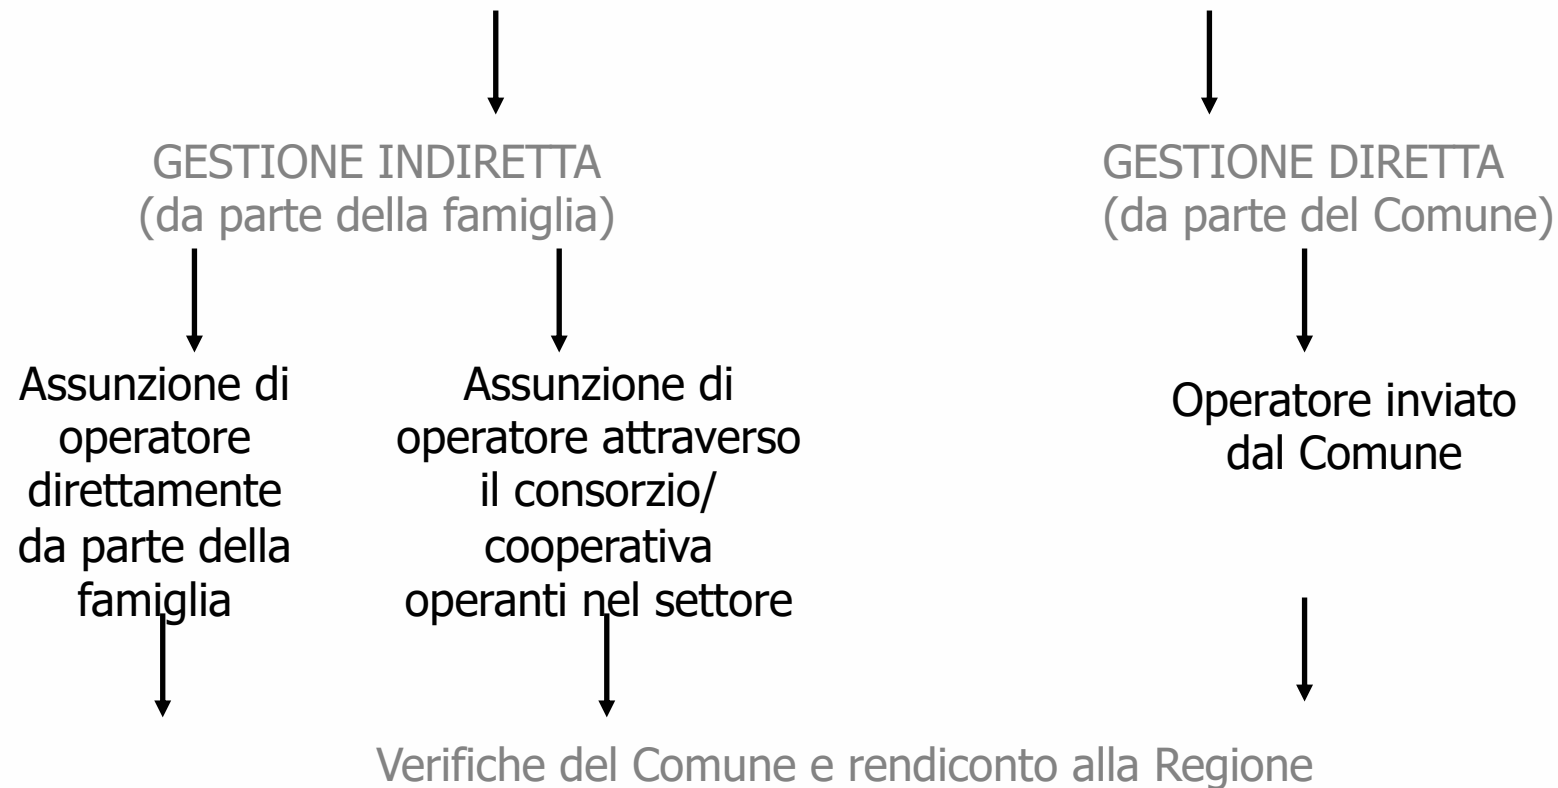 GESTIONE INDIRETTA
(da parte della famiglia)
GESTIONE DIRETTA
(da parte del Comune)
Assunzione di
operatore
direttamente
da parte della
famiglia
Assunzione di
operatore attraverso
il consorzio/
cooperativa
operanti nel settore
Operatore inviato
dal Comune
Verifiche del Comune e rendiconto alla Regione